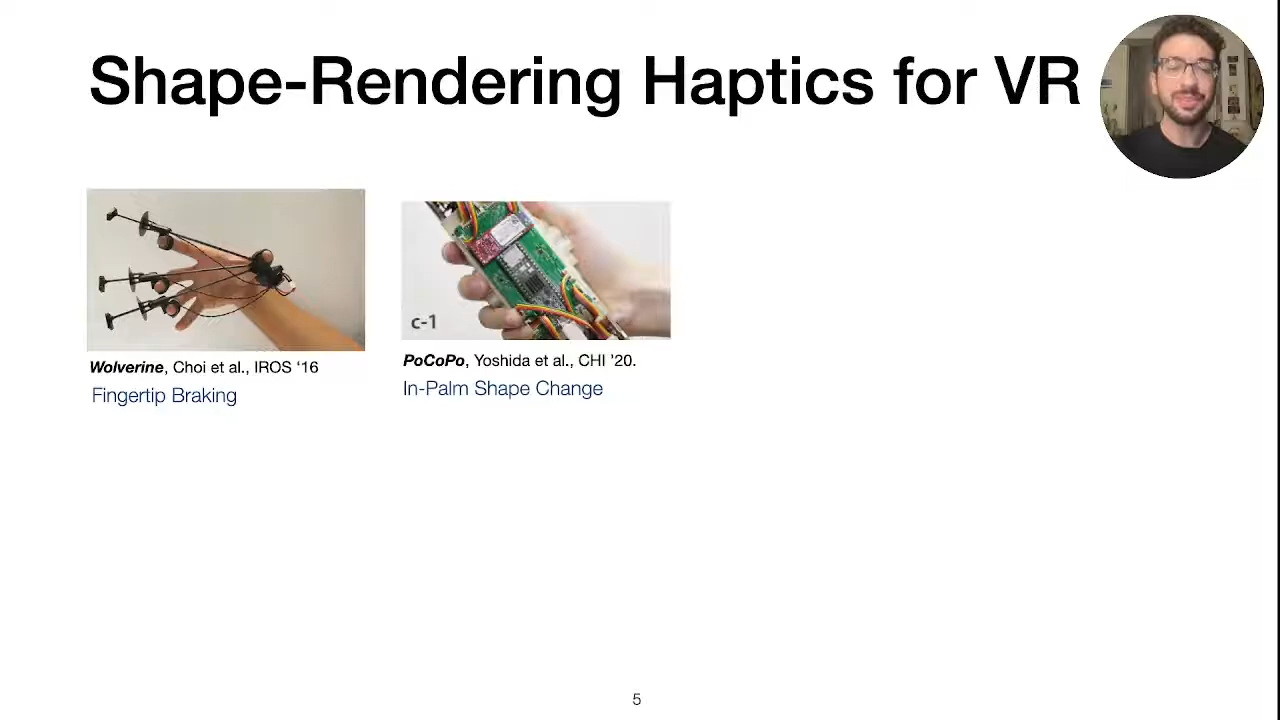 Shape-Rendering Haptics for VR
c-1
Wolverine, Choi et al., IROS ‘16
Fingertip Braking
PoCoPo, Yoshida et al., CHI ’20.
In-Palm Shape Change
5